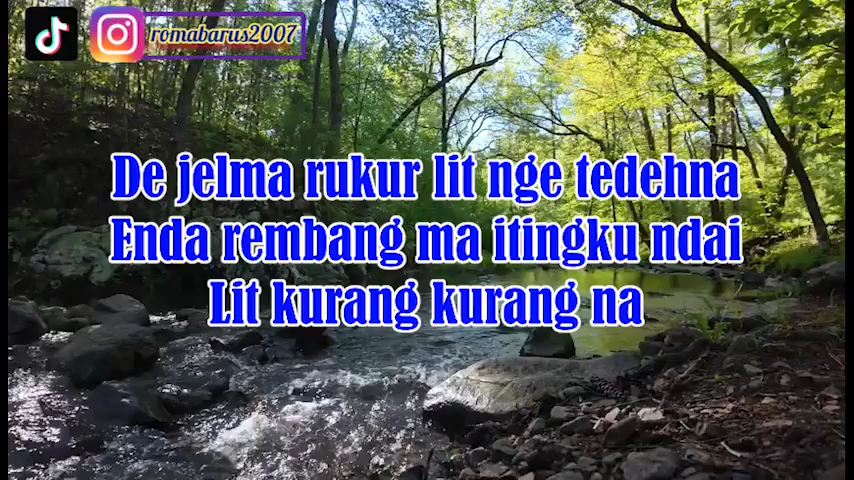 romabarus2007
De jelma rukur lit nge tedehna
Enda rembang ma itingku ndai
Lit kurang kurang na